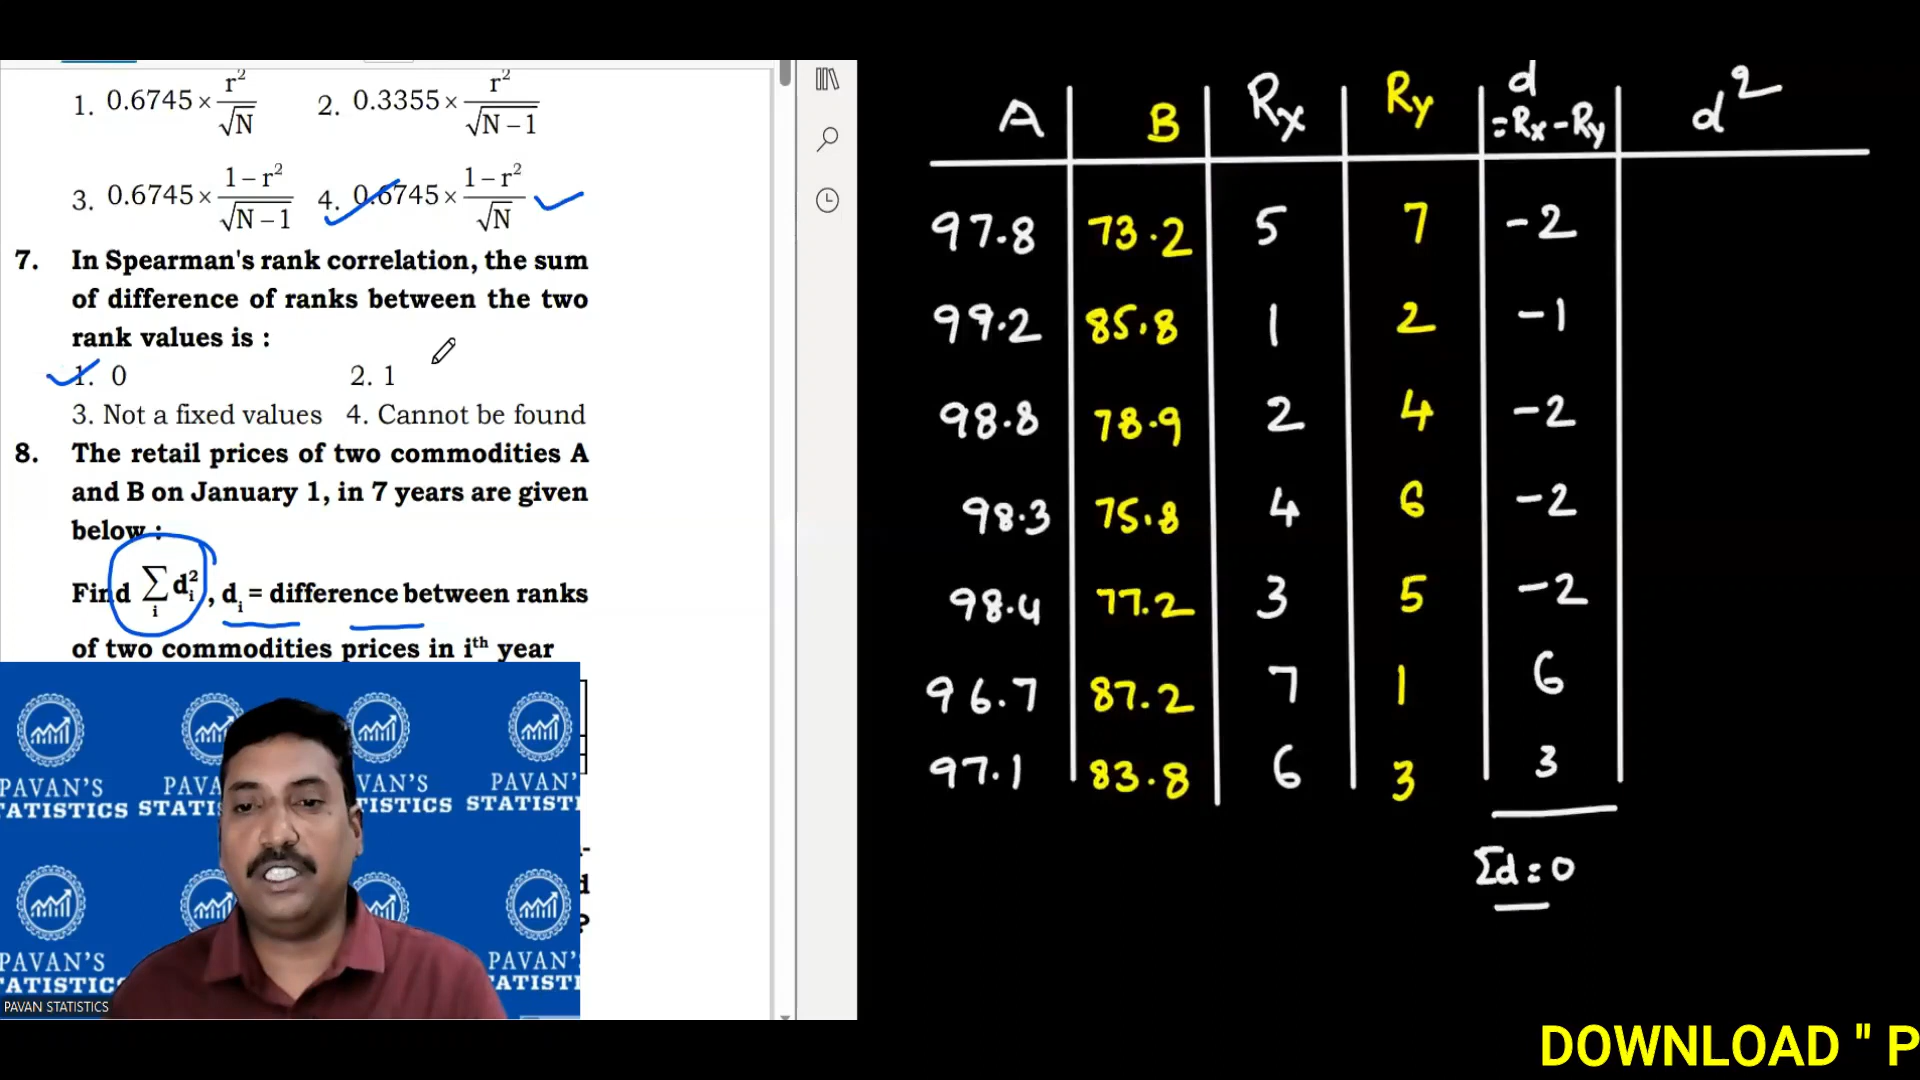 1. 0.6745 × r² / √N 2. 0.3355 × r² / √N − 1
3. 0.6745 × 1 − r² / √N − 1 4. 0.6745 × 1 − r² / √N
7. In Spearman's rank correlation, the sum
of difference of ranks between the two
rank values is :
1. 0 2. 1
3. Not a fixed values 4. Cannot be found
8. The retail prices of two commodities A
and B on January 1, in 7 years are given
below :
Find ∑ᵢ dᵢ², dᵢ = difference between ranks
of two commodities prices in iᵗʰ year
PAVAN'S
STATISTICS
PAVAN STATISTICS
A B Rx Ry d = Rx − Ry d²
97.8 73.2 5 7 -2
99.2 85.8 1 2 -1
98.8 78.9 2 4 -2
98.3 75.8 4 6 -2
98.4 77.2 3 5 -2
96.7 87.2 7 1 6
97.1 83.8 6 3 3
Σd = 0
DOWNLOAD " P